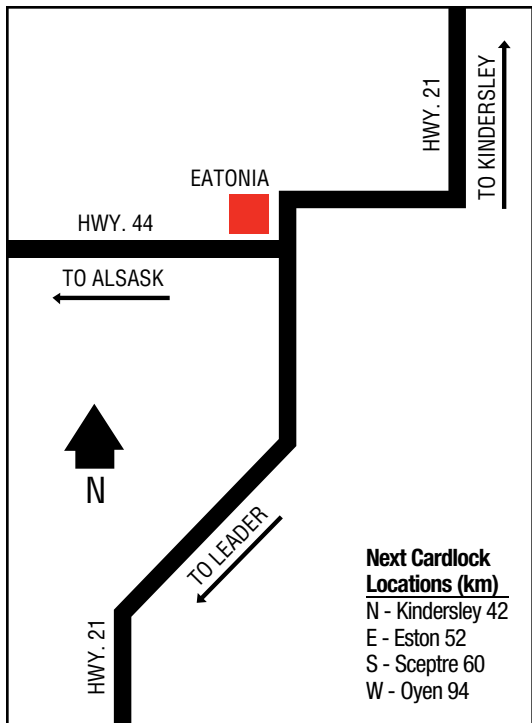 HWY. 21
TO KINDERSLEY
EATONIA
HWY. 44
TO ALSASK
N
TO LEADER
HWY. 21
Next Cardlock
Locations (km)
N - Kindersley 42
E - Eston 52
S - Sceptre 60
W - Oyen 94